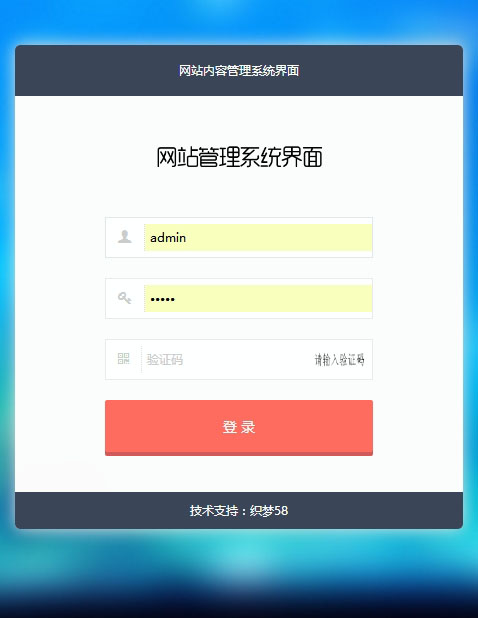 网站内容管理系统界面
网站管理系统界面
admin
•••••
验证码 请输入验证码
登 录
技术支持：织梦58